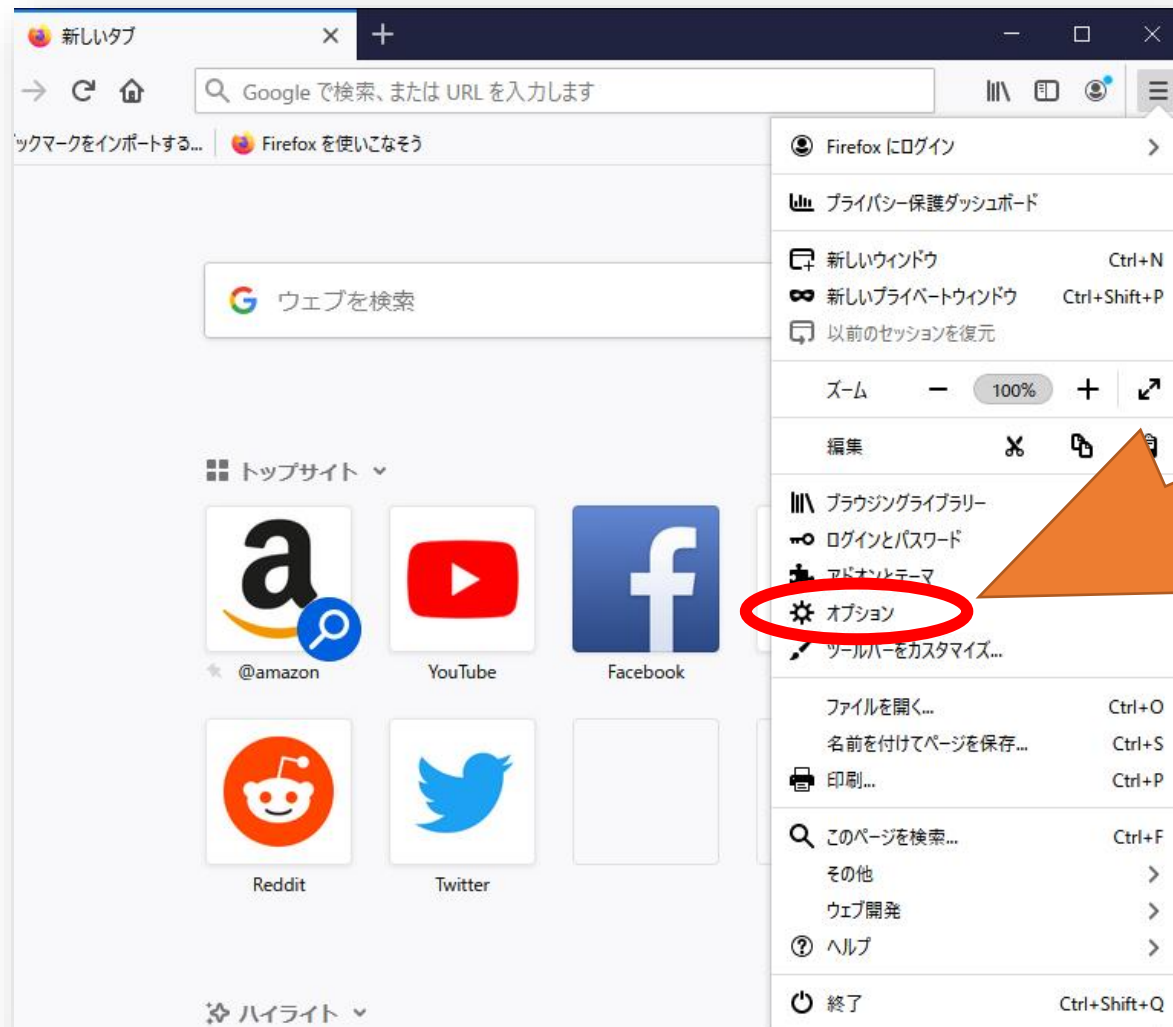 新しいタブ
Google で検索、または URL を入力します
ックマークをインポートする...
Firefox を使いこなそう
ウェブを検索
トップサイト
@amazon
YouTube
Facebook
Reddit
Twitter
ハイライト
Firefox にログイン
プライバシー保護ダッシュボード
新しいウィンドウ Ctrl+N
新しいプライベートウィンドウ Ctrl+Shift+P
以前のセッションを復元
ズーム 100%
編集
ブラウジングライブラリー
ログインとパスワード
アドオンとテーマ
オプション
ツールバーをカスタマイズ...
ファイルを開く... Ctrl+O
名前を付けてページを保存... Ctrl+S
印刷... Ctrl+P
このページを検索... Ctrl+F
その他
ウェブ開発
ヘルプ
終了 Ctrl+Shift+Q